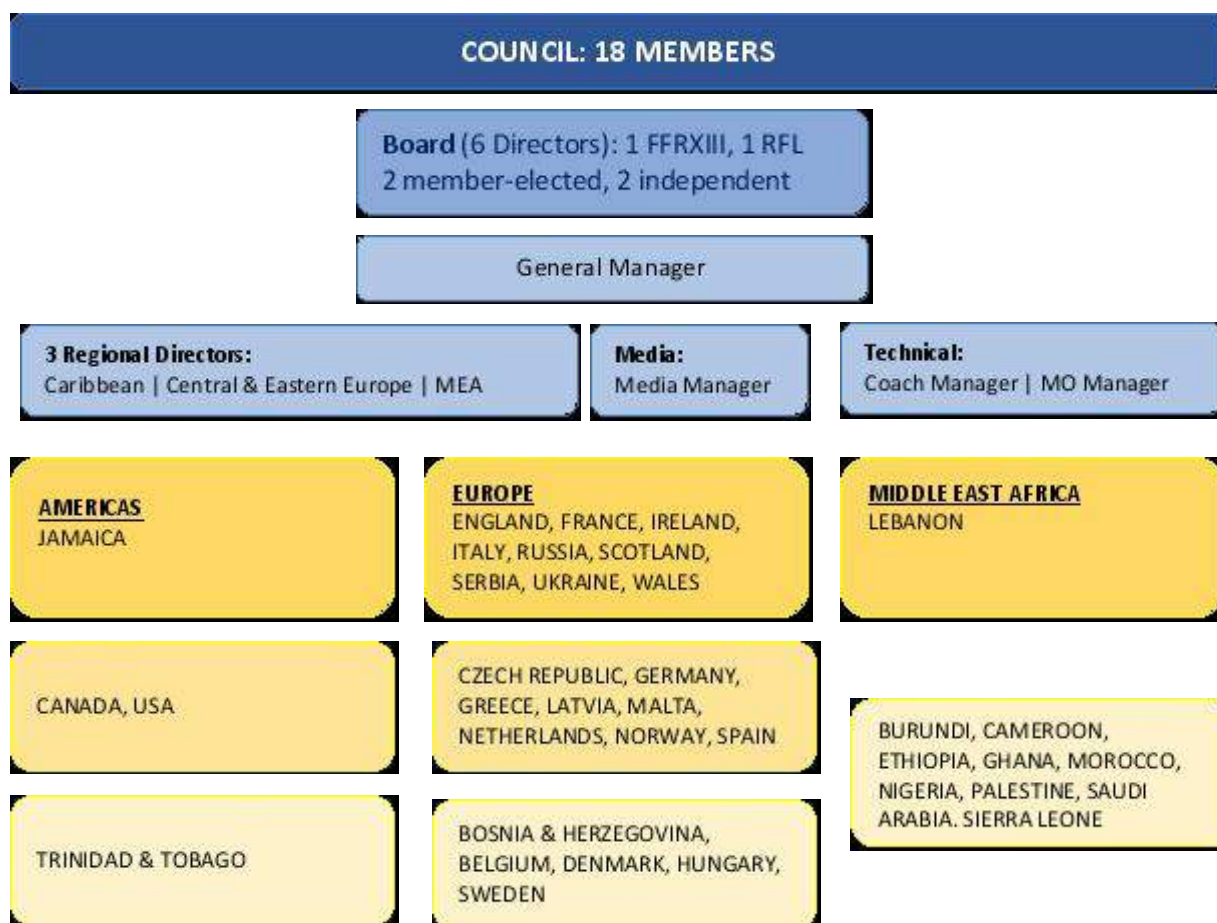 COUNCIL: 18 MEMBERS
Board (6 Directors): 1 FFRXIII, 1 RFL
2 member-elected, 2 independent
General Manager
3 Regional Directors:
Caribbean | Central & Eastern Europe | MEA
Media:
Media Manager
Technical:
Coach Manager | MO Manager
AMERICAS
JAMAICA
EUROPE
ENGLAND, FRANCE, IRELAND,
ITALY, RUSSIA, SCOTLAND,
SERBIA, UKRAINE, WALES
MIDDLE EAST AFRICA
LEBANON
CANADA, USA
CZECH REPUBLIC, GERMANY,
GREECE, LATVIA, MALTA,
NETHERLANDS, NORWAY, SPAIN
BURUNDI, CAMEROON,
ETHIOPIA, GHANA, MOROCCO,
NIGERIA, PALESTINE, SAUDI
ARABIA. SIERRA LEONE
TRINIDAD & TOBAGO
BOSNIA & HERZEGOVINA,
BELGIUM, DENMARK, HUNGARY,
SWEDEN